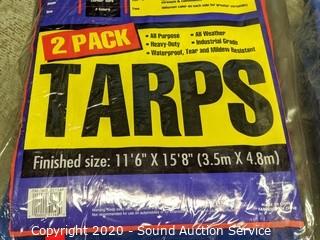 2 PACK
• All Purpose • All Weather
• Heavy-Duty • Industrial Grade
• Waterproof, Tear and Mildew Resistant
TARPS
Finished size: 11'6" X 15'8" (3.5m X 4.8m)
Copyright 2020 - Sound Auction Service